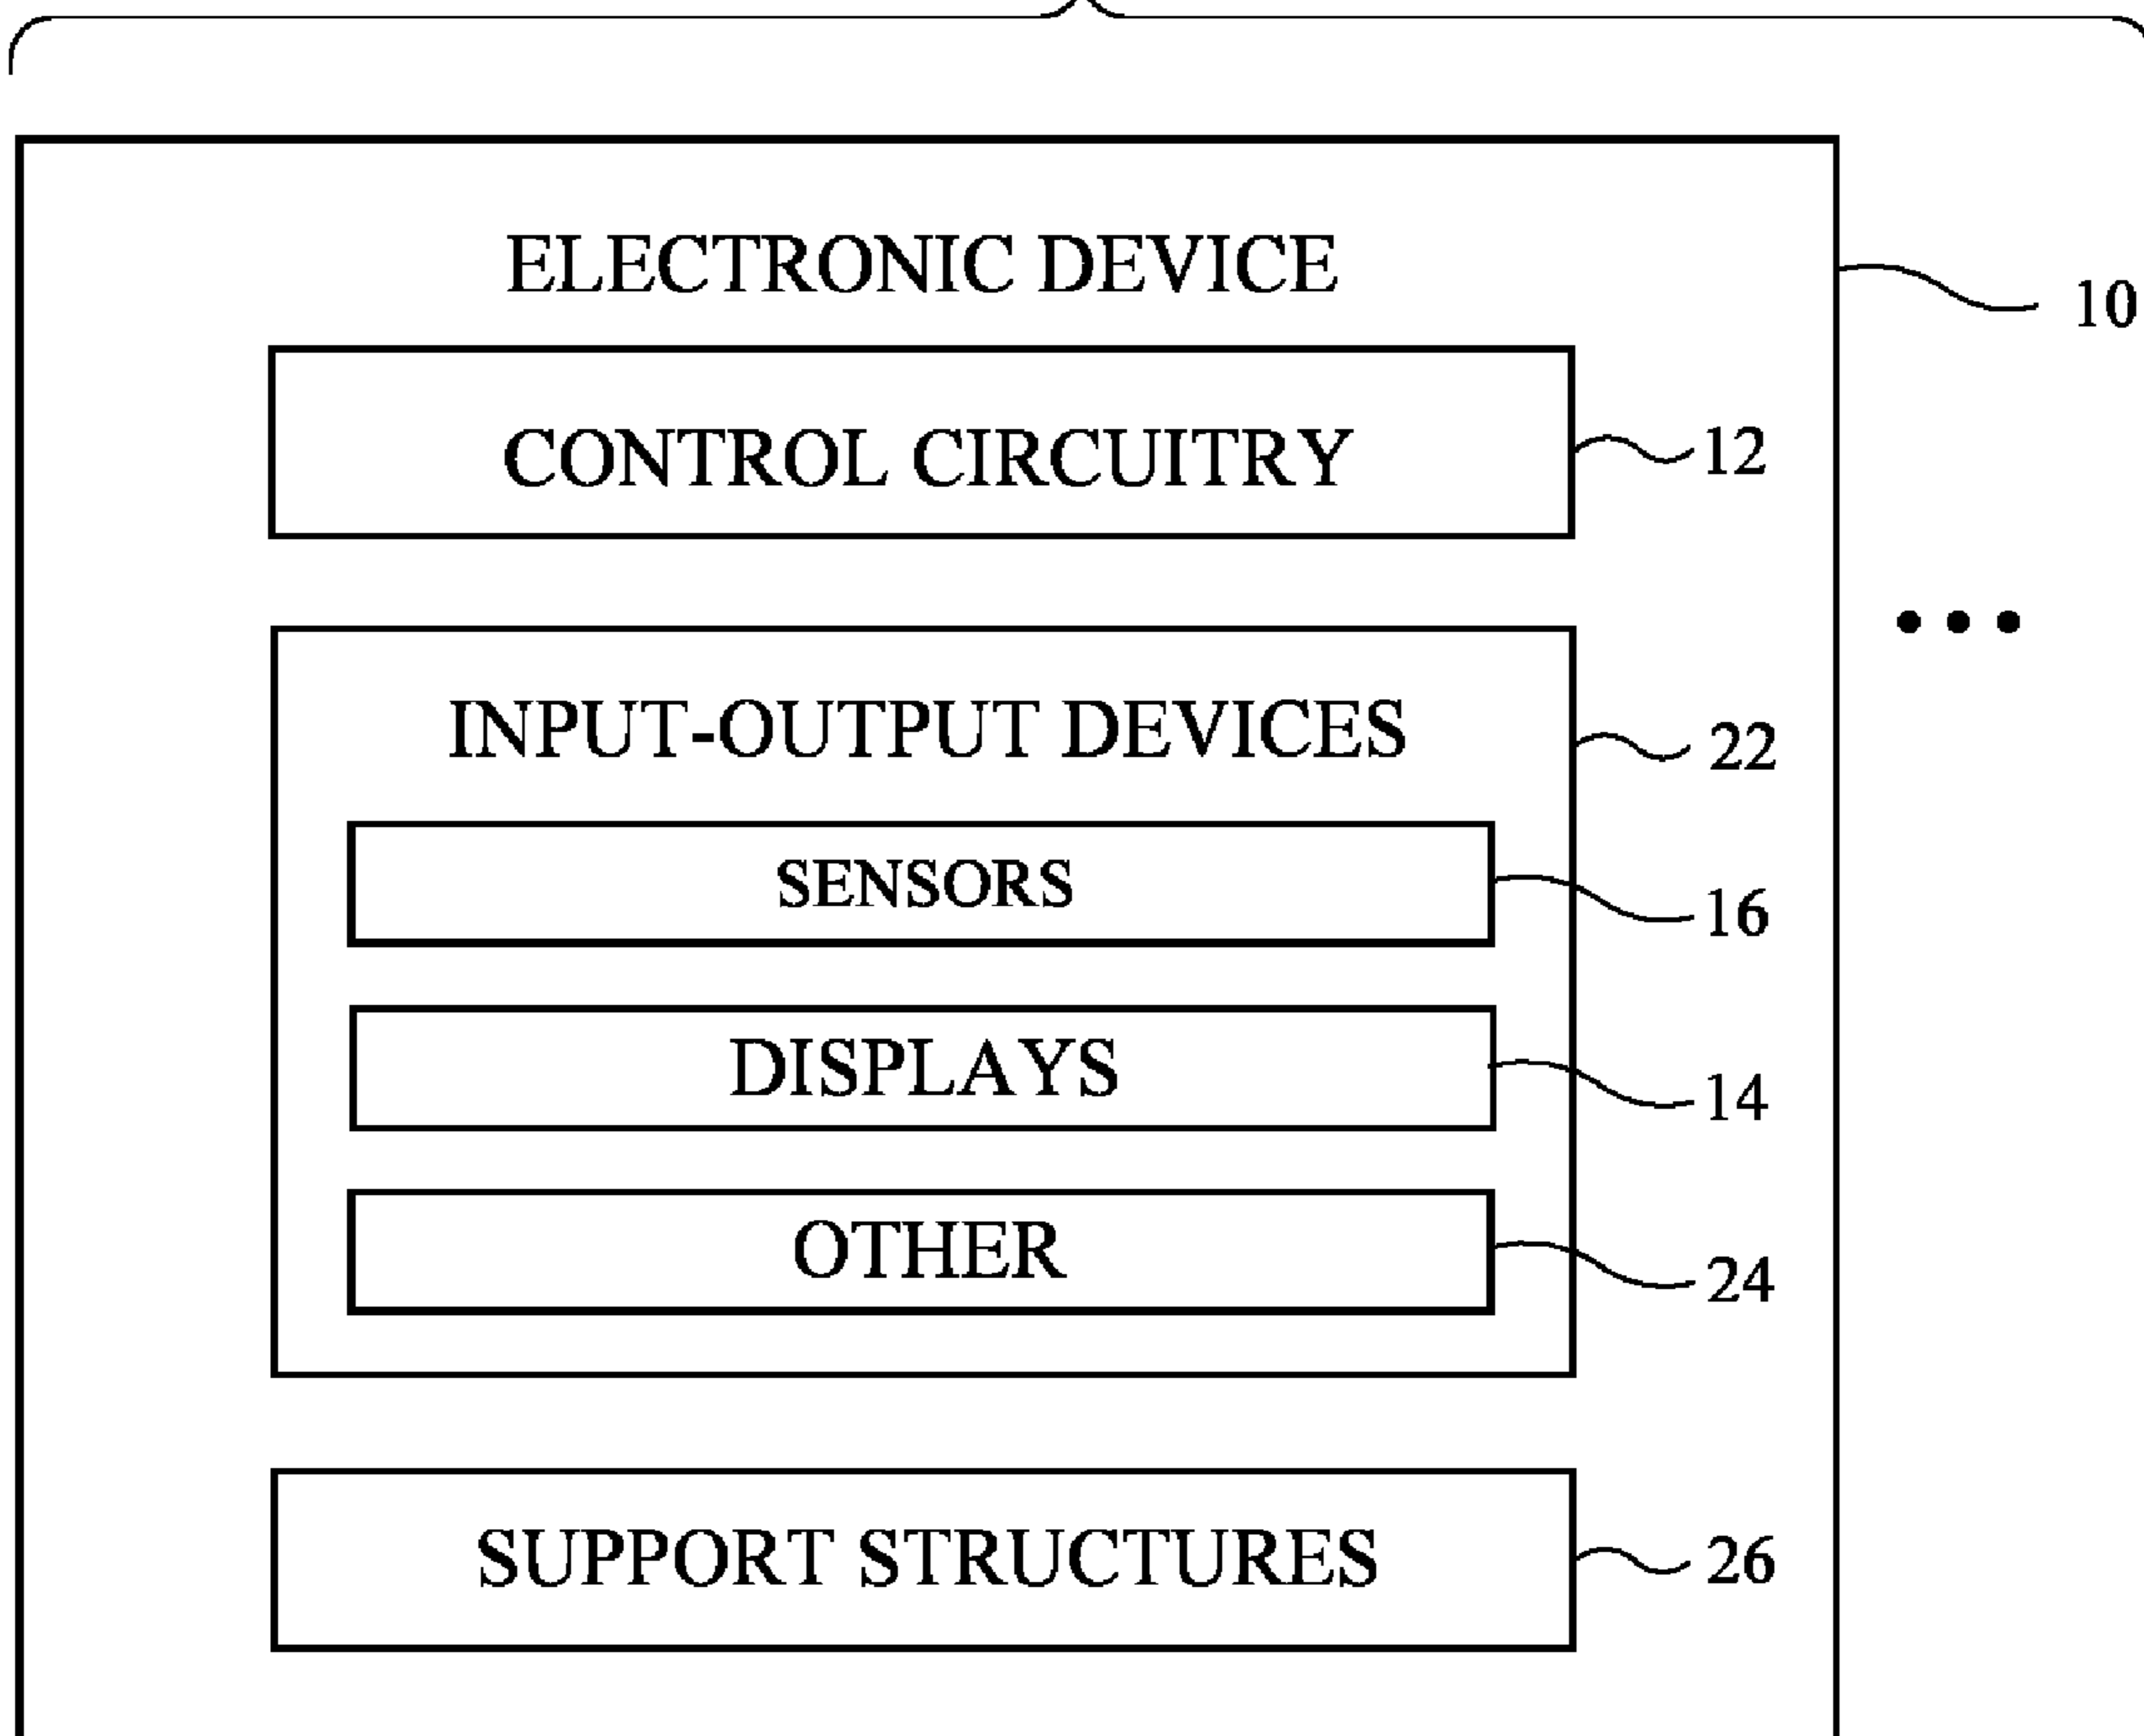 ELECTRONIC DEVICE
10
CONTROL CIRCUITRY
12
INPUT-OUTPUT DEVICES
22
SENSORS
16
DISPLAYS
14
OTHER
24
SUPPORT STRUCTURES
26